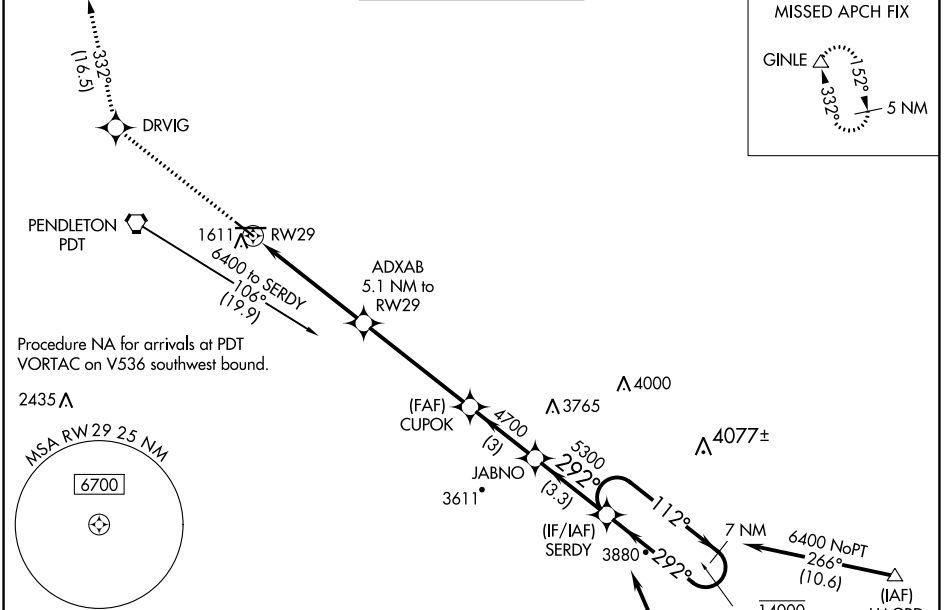 MISSED APCH FIX
GINLE
152°
332°
5 NM
332°
(16.5)
DRVIG
PENDLETON
PDT
1611
RW29
6400 to SERDY
106°
(19.9)
ADXAB
5.1 NM to
RW29
Procedure NA for arrivals at PDT
VORTAC on V536 southwest bound.
2435
4000
3765
4077±
(FAF)
CUPOK
4700
(3)
MSA RW 29 25 NM
6700
JABNO
5300
292°
(3.3)
3611
(IF/IAF)
SERDY
112°
7 NM
3880
292°
6400 NoPT
266°
(10.6)
(IAF)
14000